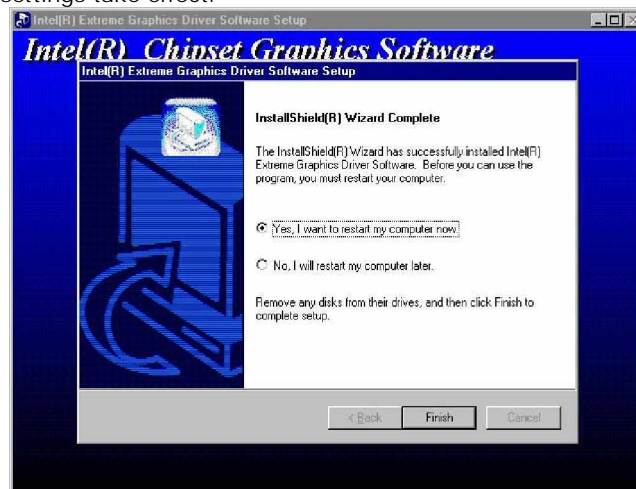 settings take effect.
Intel(R) Extreme Graphics Driver Software Setup
Intel(R) Chipset Graphics Software
Intel(R) Extreme Graphics Driver Software Setup
InstallShield(R) Wizard Complete
The InstallShield(R) Wizard has successfully installed Intel(R)
Extreme Graphics Driver Software. Before you can use the
program, you must restart your computer.
Yes, I want to restart my computer now.
No, I will restart my computer later.
Remove any disks from their drives, and then click Finish to
complete setup.
< Back
Finish
Cancel